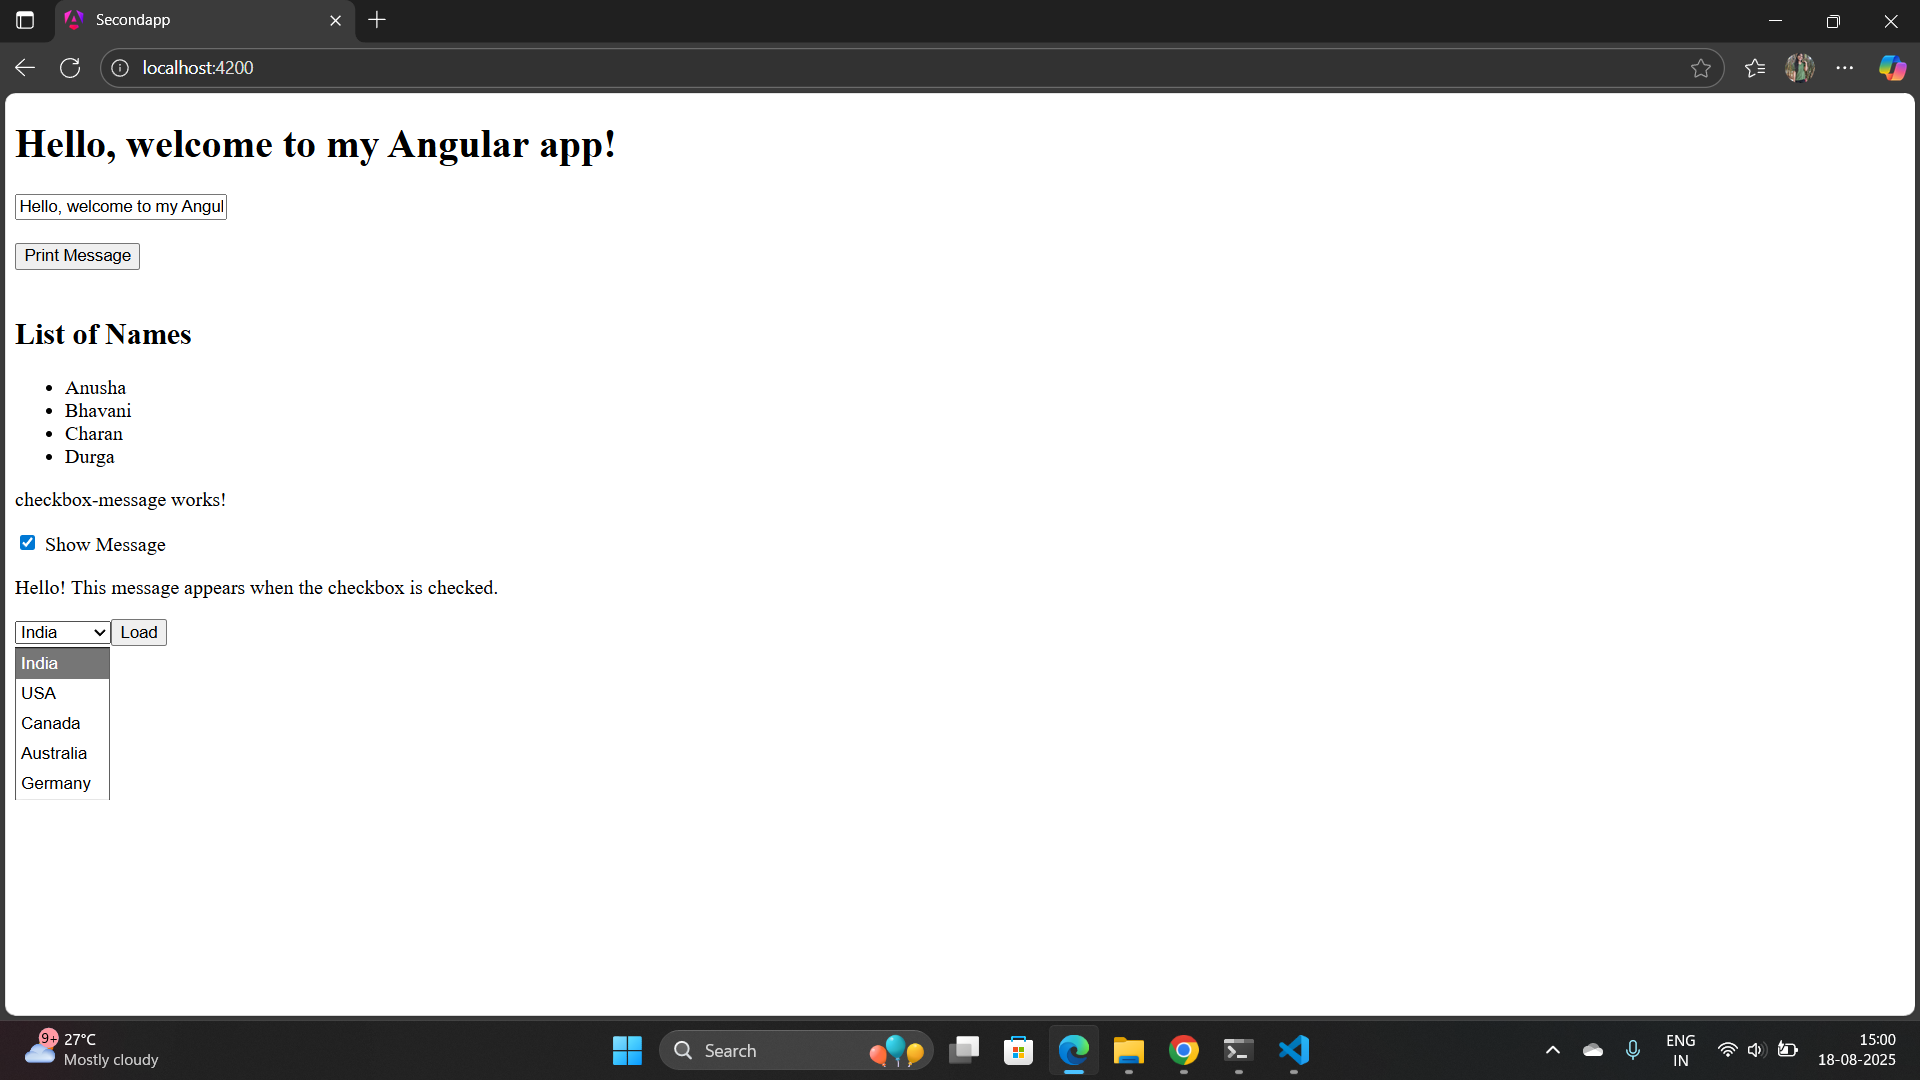 Secondapp
localhost:4200
Hello, welcome to my Angular app!
Hello, welcome to my Angul
Print Message
List of Names
Anusha
Bhavani
Charan
Durga
checkbox-message works!
Show Message
Hello! This message appears when the checkbox is checked.
India
Load
India
USA
Canada
Australia
Germany
9+
27°C
Mostly cloudy
Search
ENG
IN
15:00
18-08-2025